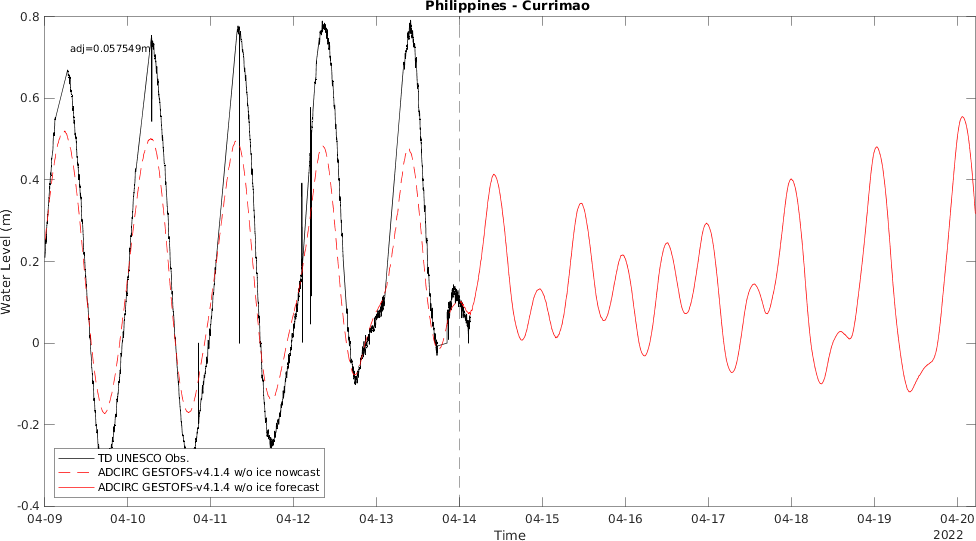 Philippines - Currimao
adj=0.057549m
Water Level (m)
0.8
0.6
0.4
0.2
0
-0.2
-0.4
TD UNESCO Obs.
ADCIRC GESTOFS-v4.1.4 w/o ice nowcast
ADCIRC GESTOFS-v4.1.4 w/o ice forecast
04-09 04-10 04-11 04-12 04-13 04-14 04-15 04-16 04-17 04-18 04-19 04-20
Time
2022